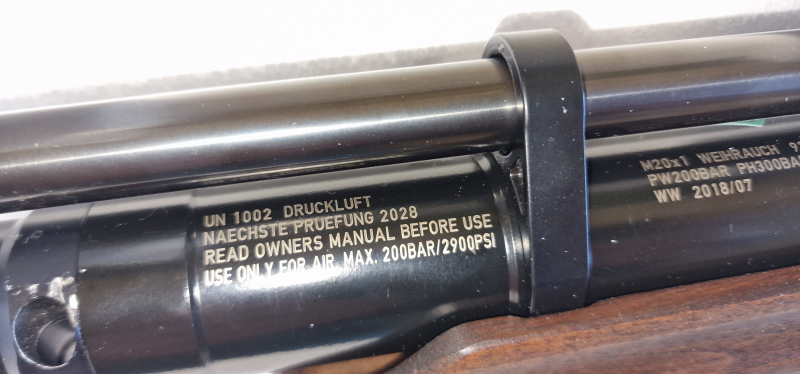 UN 1002 DRUCKLUFT
NAECHSTE PRUEFUNG 2028
READ OWNERS MANUAL BEFORE USE
USE ONLY FOR AIR. MAX. 200BAR/2900PSI
M20x1 WEIHRAUCH
PW200BAR PH300BAR
WW 2018/07